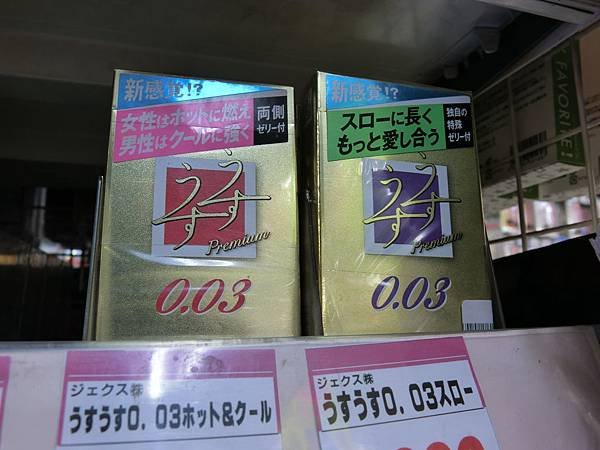 新感覚!?
女性はホットに燃え
男性はクールに強く
両側
ゼリー付
うすうす
Premium
0.03
新感覚!?
スローに長く
もっと愛し合う
独自の
特殊
ゼリー付
うすうす
Premium
0.03
FAVORITE!
ジェクス株
うすうす0.03ホット&クール
ジェクス株
うすうす0.03スロー